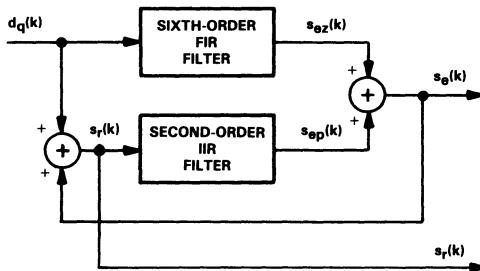 d_q(k)
SIXTH-ORDER
FIR
FILTER
s_ez(k)
+
+
s_e(k)
+
+
+
+
s_r(k)
SECOND-ORDER
IIR
FILTER
s_ep(k)
s_r(k)